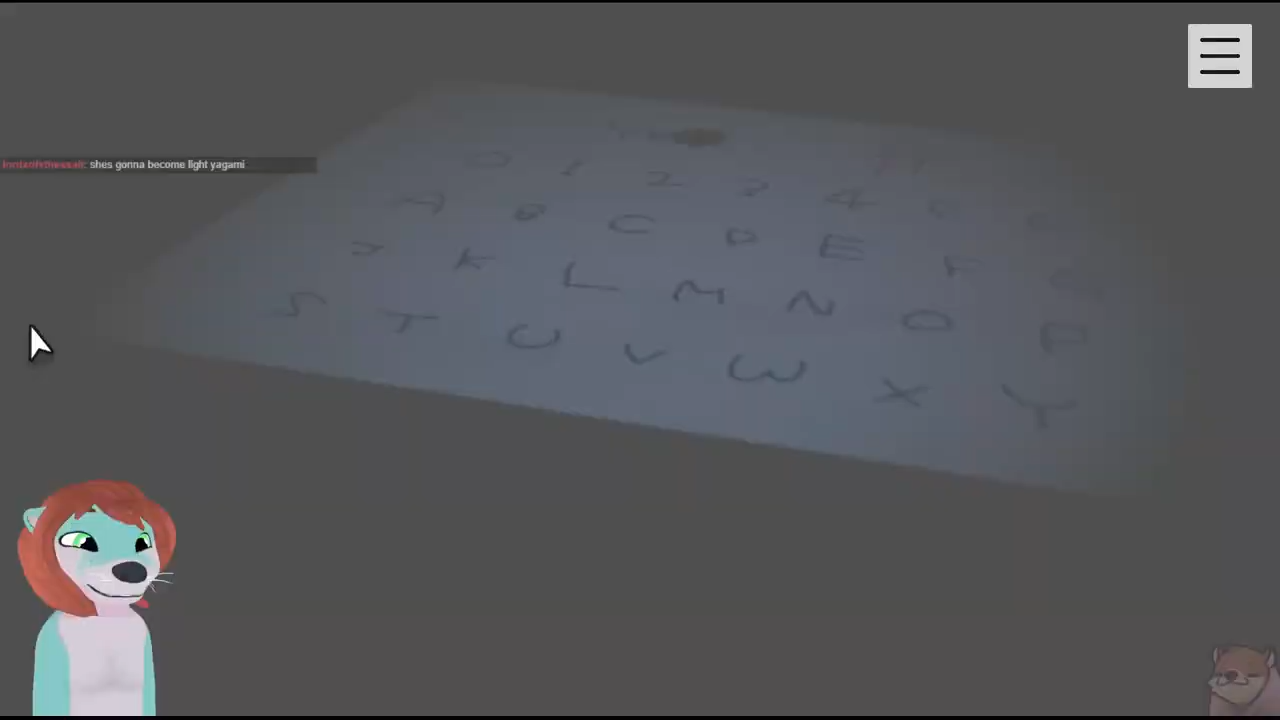 shes gonna become light yagami
0 1 2 3 4
A B C D E F G
J K L M N O P
S T U V W X Y